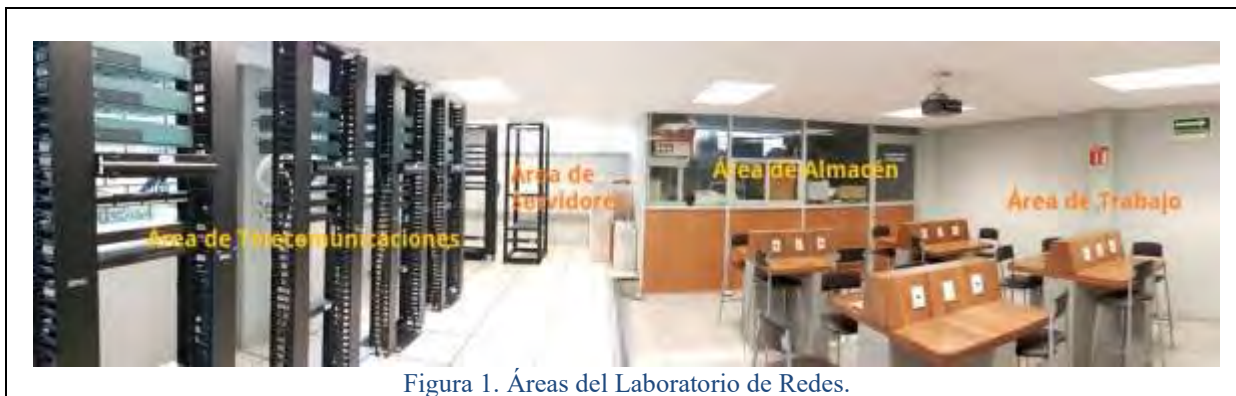 Área de Telecomunicaciones
Área de
Servidores
Área de Almacén
Área de Trabajo
Figura 1. Áreas del Laboratorio de Redes.